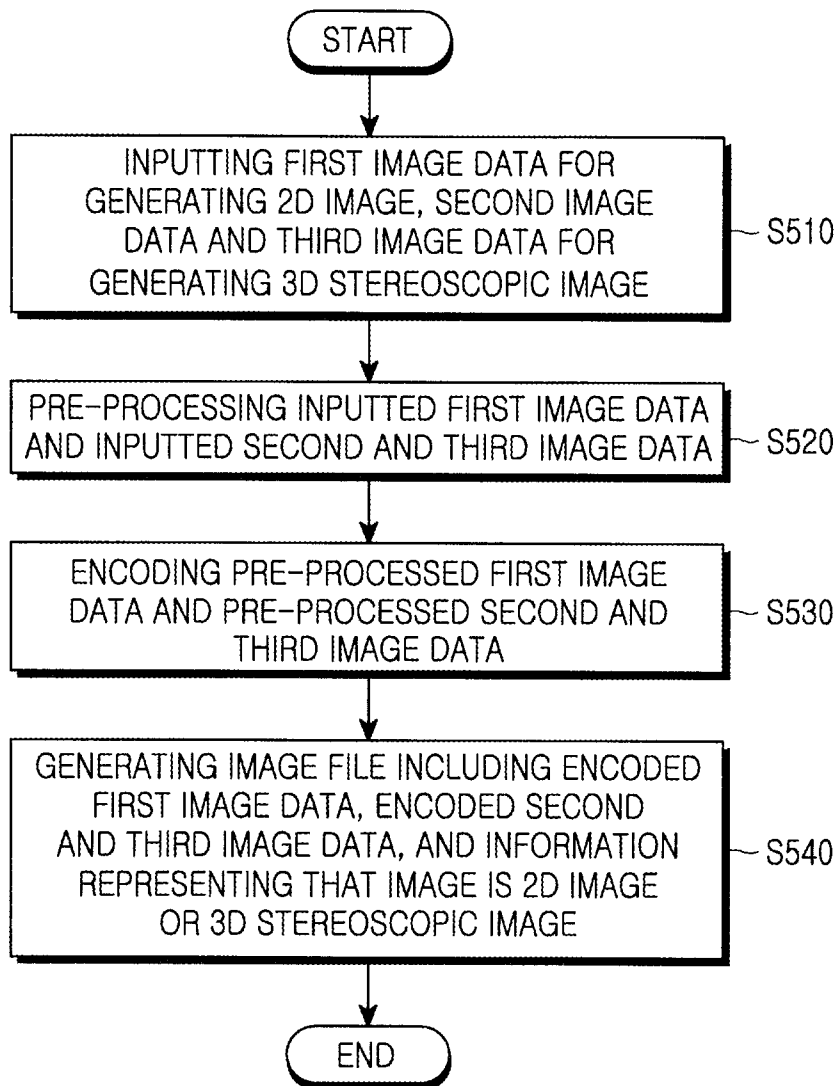 START
INPUTTING FIRST IMAGE DATA FOR
GENERATING 2D IMAGE, SECOND IMAGE
DATA AND THIRD IMAGE DATA FOR
GENERATING 3D STEREOSCOPIC IMAGE
S510
PRE-PROCESSING INPUTTED FIRST IMAGE DATA
AND INPUTTED SECOND AND THIRD IMAGE DATA
S520
ENCODING PRE-PROCESSED FIRST IMAGE
DATA AND PRE-PROCESSED SECOND AND
THIRD IMAGE DATA
S530
GENERATING IMAGE FILE INCLUDING ENCODED
FIRST IMAGE DATA, ENCODED SECOND
AND THIRD IMAGE DATA, AND INFORMATION
REPRESENTING THAT IMAGE IS 2D IMAGE
OR 3D STEREOSCOPIC IMAGE
S540
END